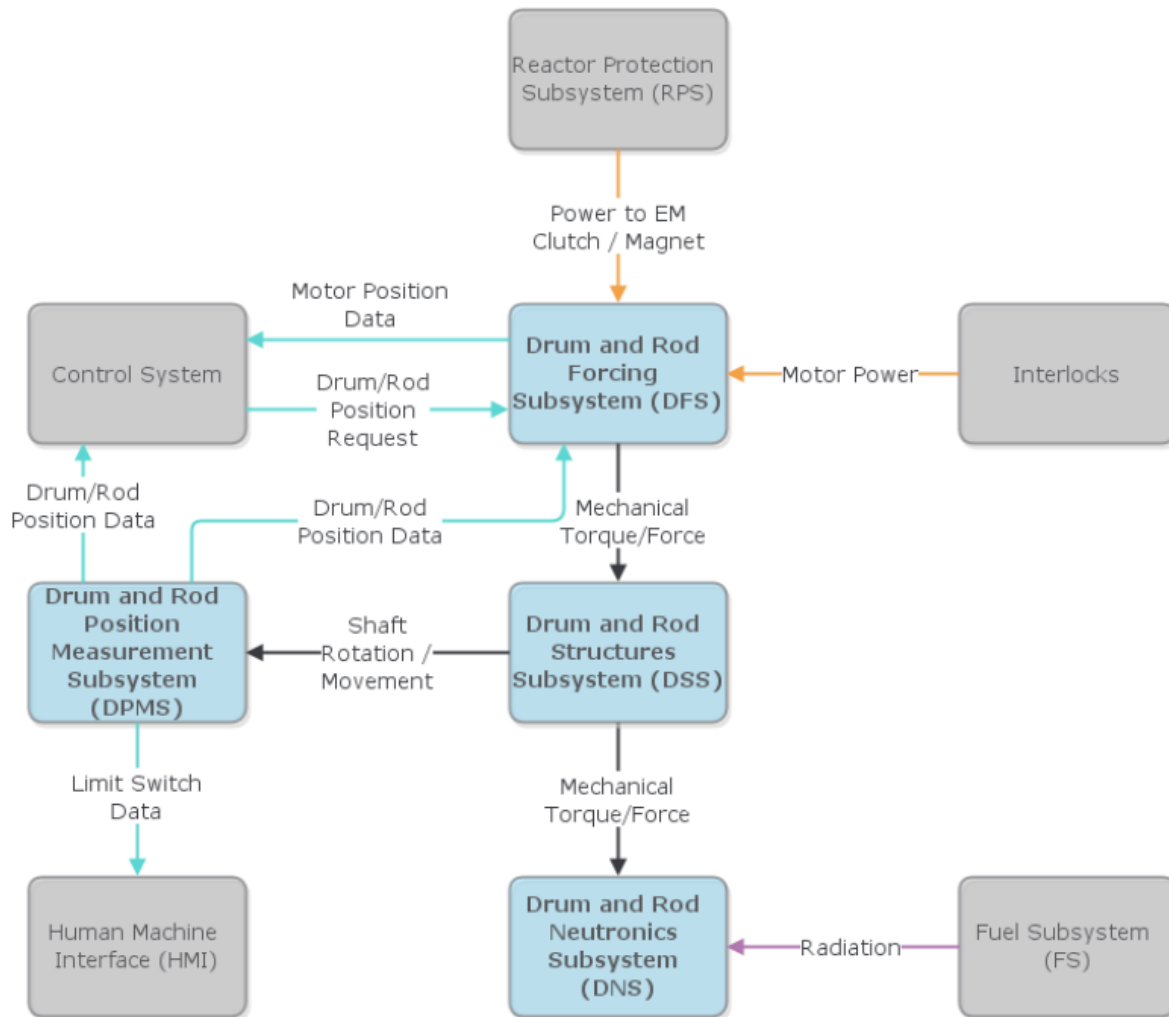 Reactor Protection
Subsystem (RPS)
Power to EM
Clutch / Magnet
Motor Position
Data
Control System
Drum/Rod
Position
Request
Drum and Rod
Forcing
Subsystem (DFS)
Motor Power
Interlocks
Drum/Rod
Position Data
Drum/Rod
Position Data
Mechanical
Torque/Force
Drum and Rod
Position
Measurement
Subsystem
(DPMS)
Shaft
Rotation /
Movement
Drum and Rod
Structures
Subsystem (DSS)
Limit Switch
Data
Mechanical
Torque/Force
Human Machine
Interface (HMI)
Drum and Rod
Neutronics
Subsystem
(DNS)
Radiation
Fuel Subsystem
(FS)